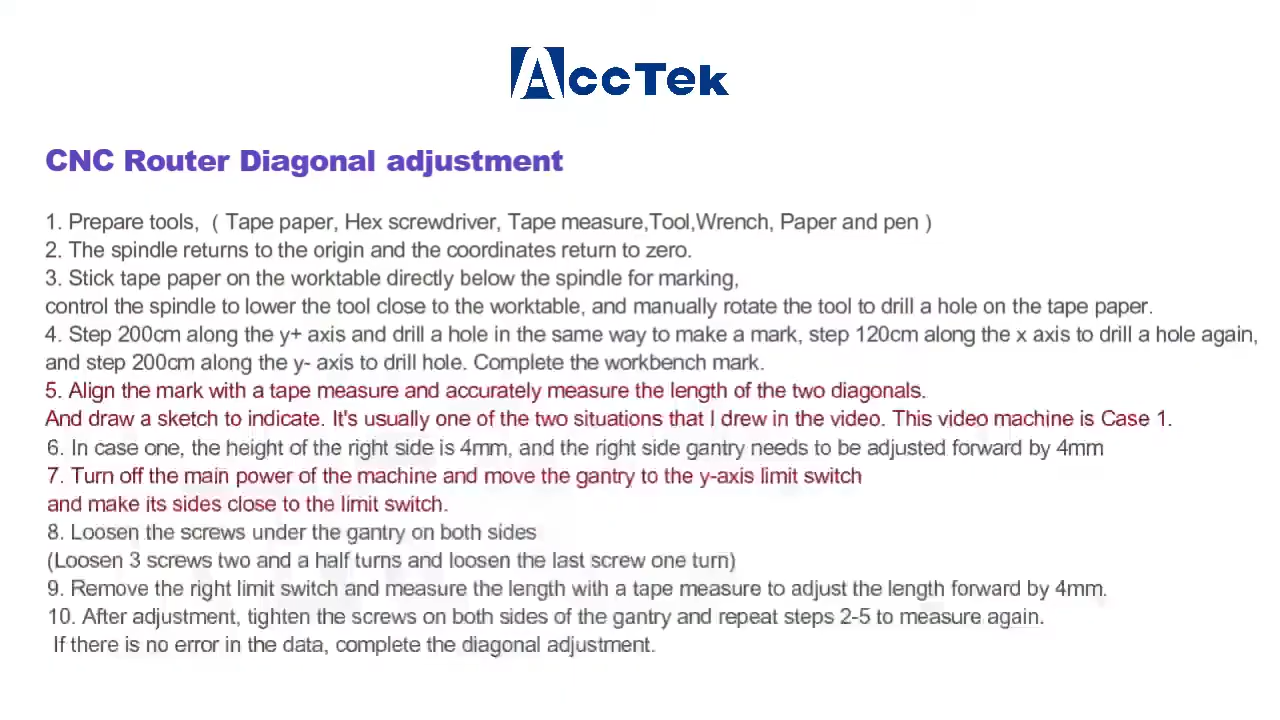 AccTek
CNC Router Diagonal adjustment
1. Prepare tools,（ Tape paper, Hex screwdriver, Tape measure,Tool,Wrench, Paper and pen ）
2. The spindle returns to the origin and the coordinates return to zero.
3. Stick tape paper on the worktable directly below the spindle for marking,
control the spindle to lower the tool close to the worktable, and manually rotate the tool to drill a hole on the tape paper.
4. Step 200cm along the y+ axis and drill a hole in the same way to make a mark, step 120cm along the x axis to drill a hole again,
and step 200cm along the y- axis to drill hole. Complete the workbench mark.
5. Align the mark with a tape measure and accurately measure the length of the two diagonals.
And draw a sketch to indicate. It's usually one of the two situations that I drew in the video. This video machine is Case 1.
6. In case one, the height of the right side is 4mm, and the right side gantry needs to be adjusted forward by 4mm
7. Turn off the main power of the machine and move the gantry to the y-axis limit switch
and make its sides close to the limit switch.
8. Loosen the screws under the gantry on both sides
(Loosen 3 screws two and a half turns and loosen the last screw one turn)
9. Remove the right limit switch and measure the length with a tape measure to adjust the length forward by 4mm.
10. After adjustment, tighten the screws on both sides of the gantry and repeat steps 2-5 to measure again.
If there is no error in the data, complete the diagonal adjustment.